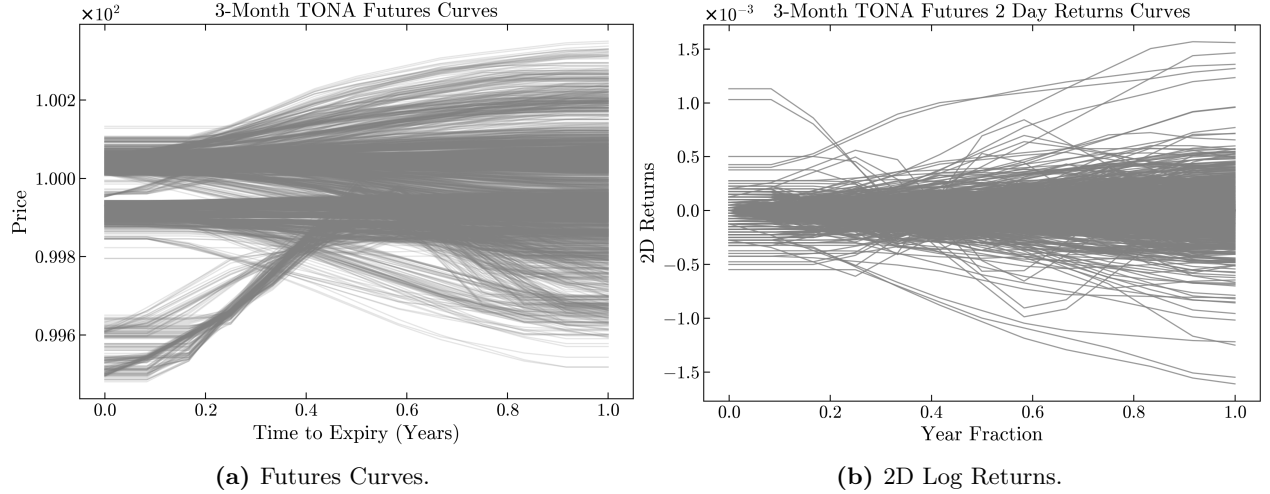 ×10² 3-Month TONA Futures Curves
1.002
1.000
0.998
0.996
Price
0.0 0.2 0.4 0.6 0.8 1.0
Time to Expiry (Years)
(a) Futures Curves.
×10⁻³ 3-Month TONA Futures 2 Day Returns Curves
1.5
1.0
0.5
0.0
−0.5
−1.0
−1.5
2D Returns
0.0 0.2 0.4 0.6 0.8 1.0
Year Fraction
(b) 2D Log Returns.